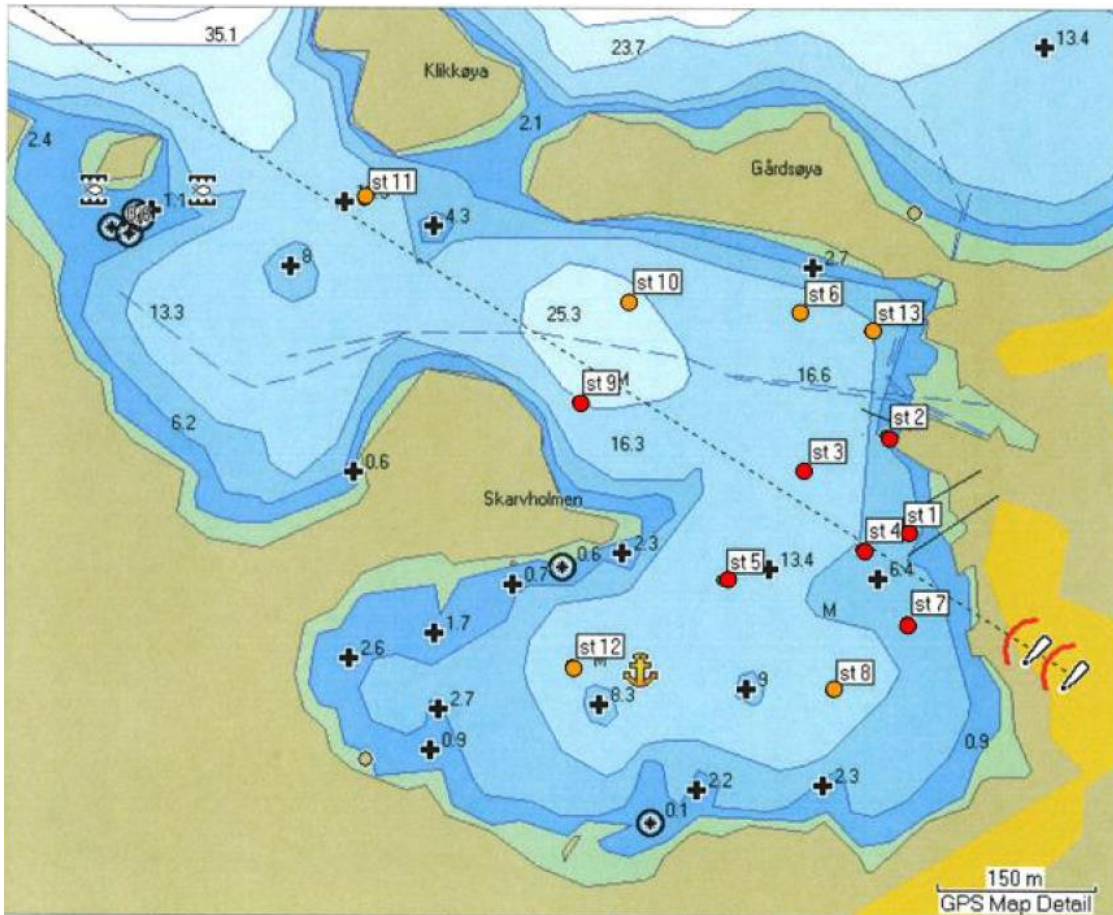 35.1
23.7
13.4
Klikkøya
2.4
2.1
Gårdsøya
st 11
1.1
4.3
8
2.7
st 10
st 6
13.3
25.3
st 13
16.6
st 9
M
6.2
16.3
st 2
0.6
st 3
Skarvholmen
st 1
st 4
2.3
0.6
13.4
6.4
0.7
st 5
M
st 7
1.7
2.6
st 12
M
9
st 8
8.3
2.7
0.9
0.9
2.2
2.3
0.1
150 m
GPS Map Detail